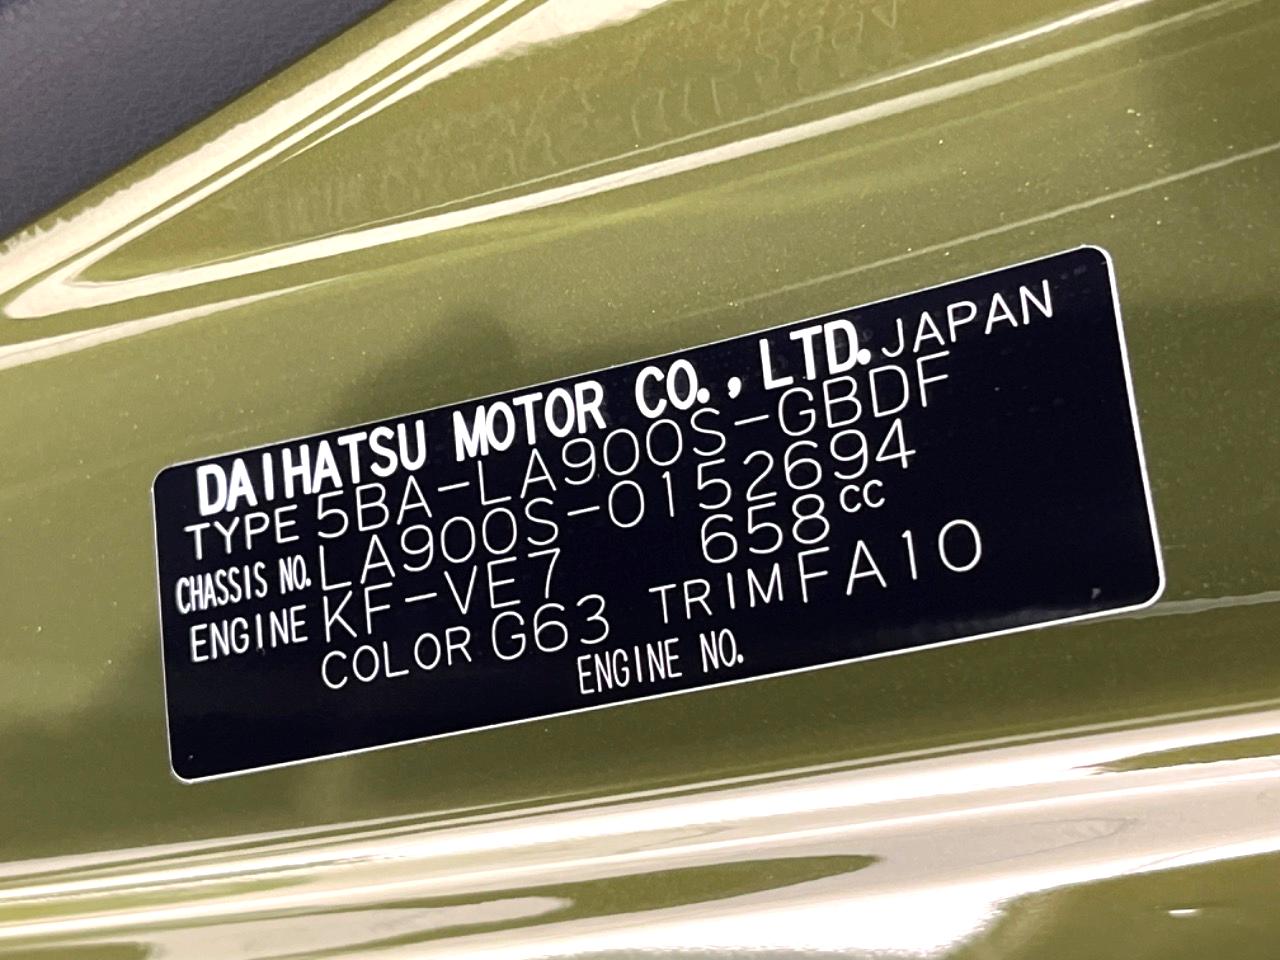 DAIHATSU MOTOR CO., LTD. JAPAN
TYPE 5BA-LA900S-GBDF
CHASSIS NO. LA900S-0152694
ENGINE KF-VE7 658cc
COLOR G63 TRIM FA10
ENGINE NO.